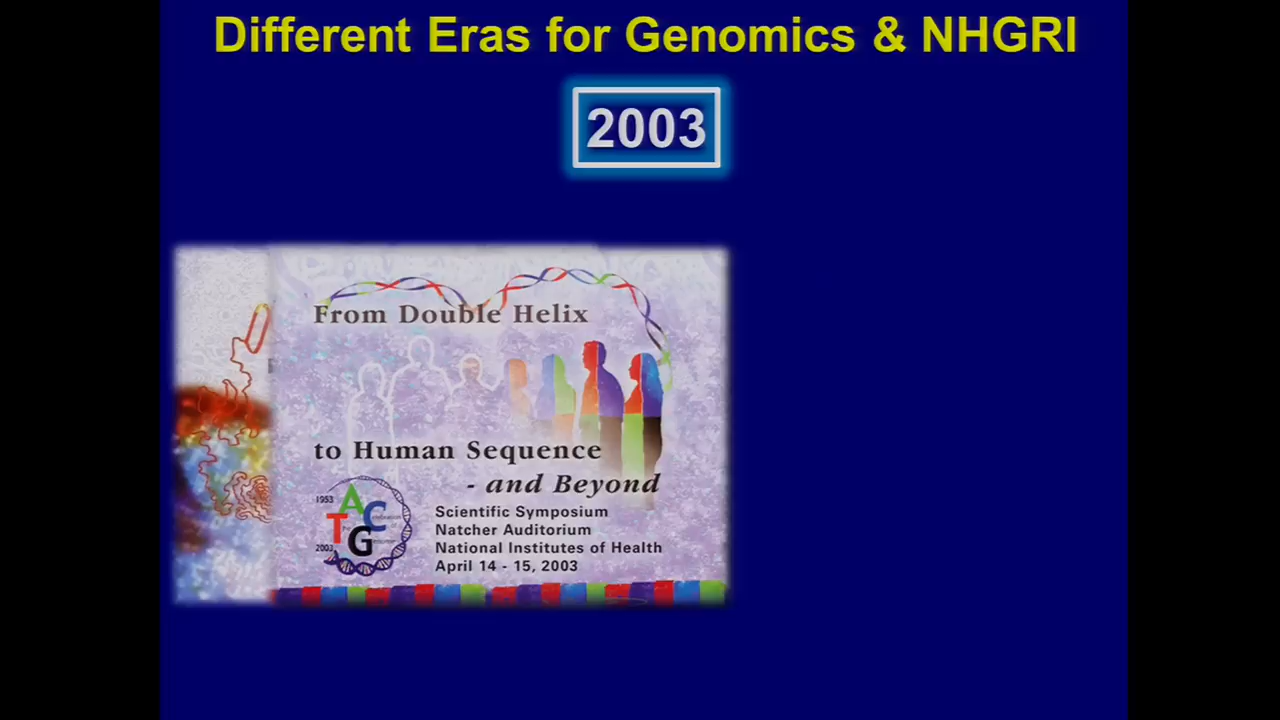 Different Eras for Genomics & NHGRI
2003
From Double Helix
to Human Sequence
- and Beyond
1953
A
C
T
G
2003
Scientific Symposium
Natcher Auditorium
National Institutes of Health
April 14 - 15, 2003